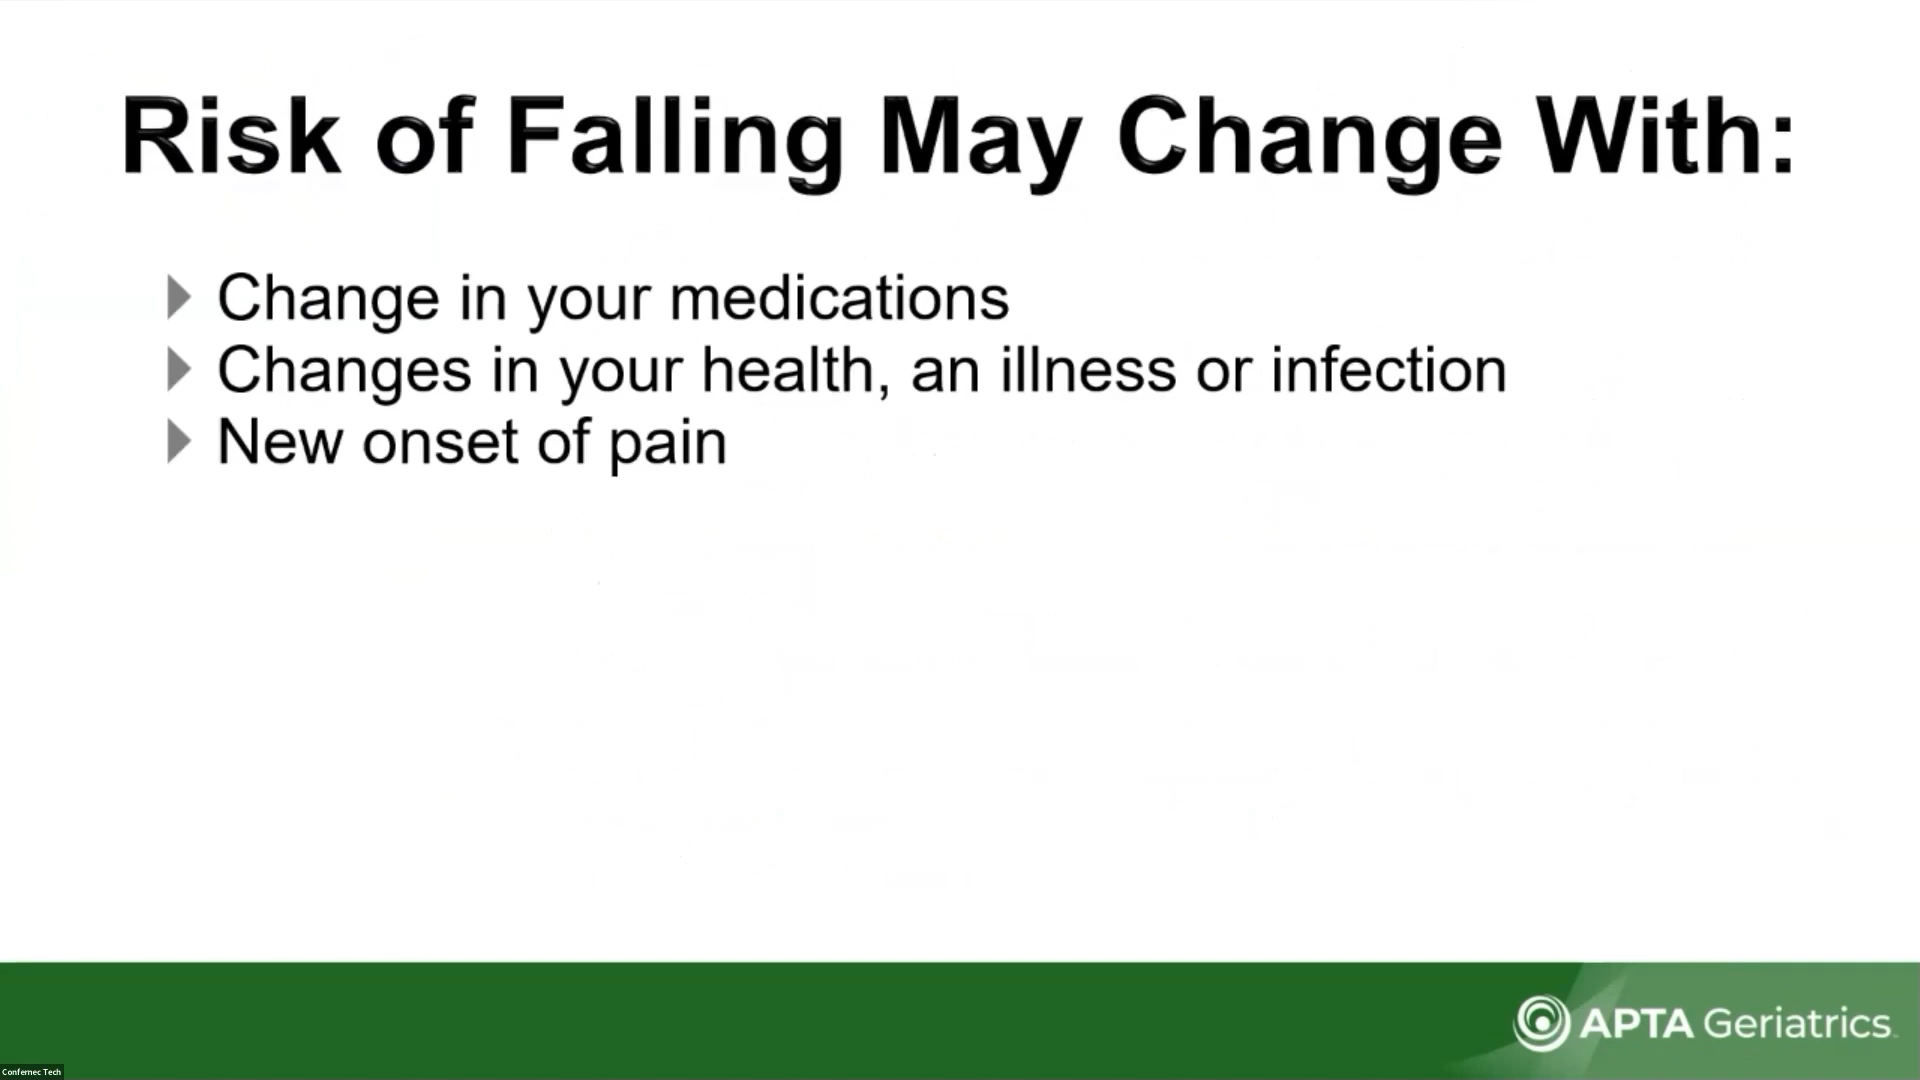 Risk of Falling May Change With:
Change in your medications
Changes in your health, an illness or infection
New onset of pain
APTA Geriatrics
Confernec Tech